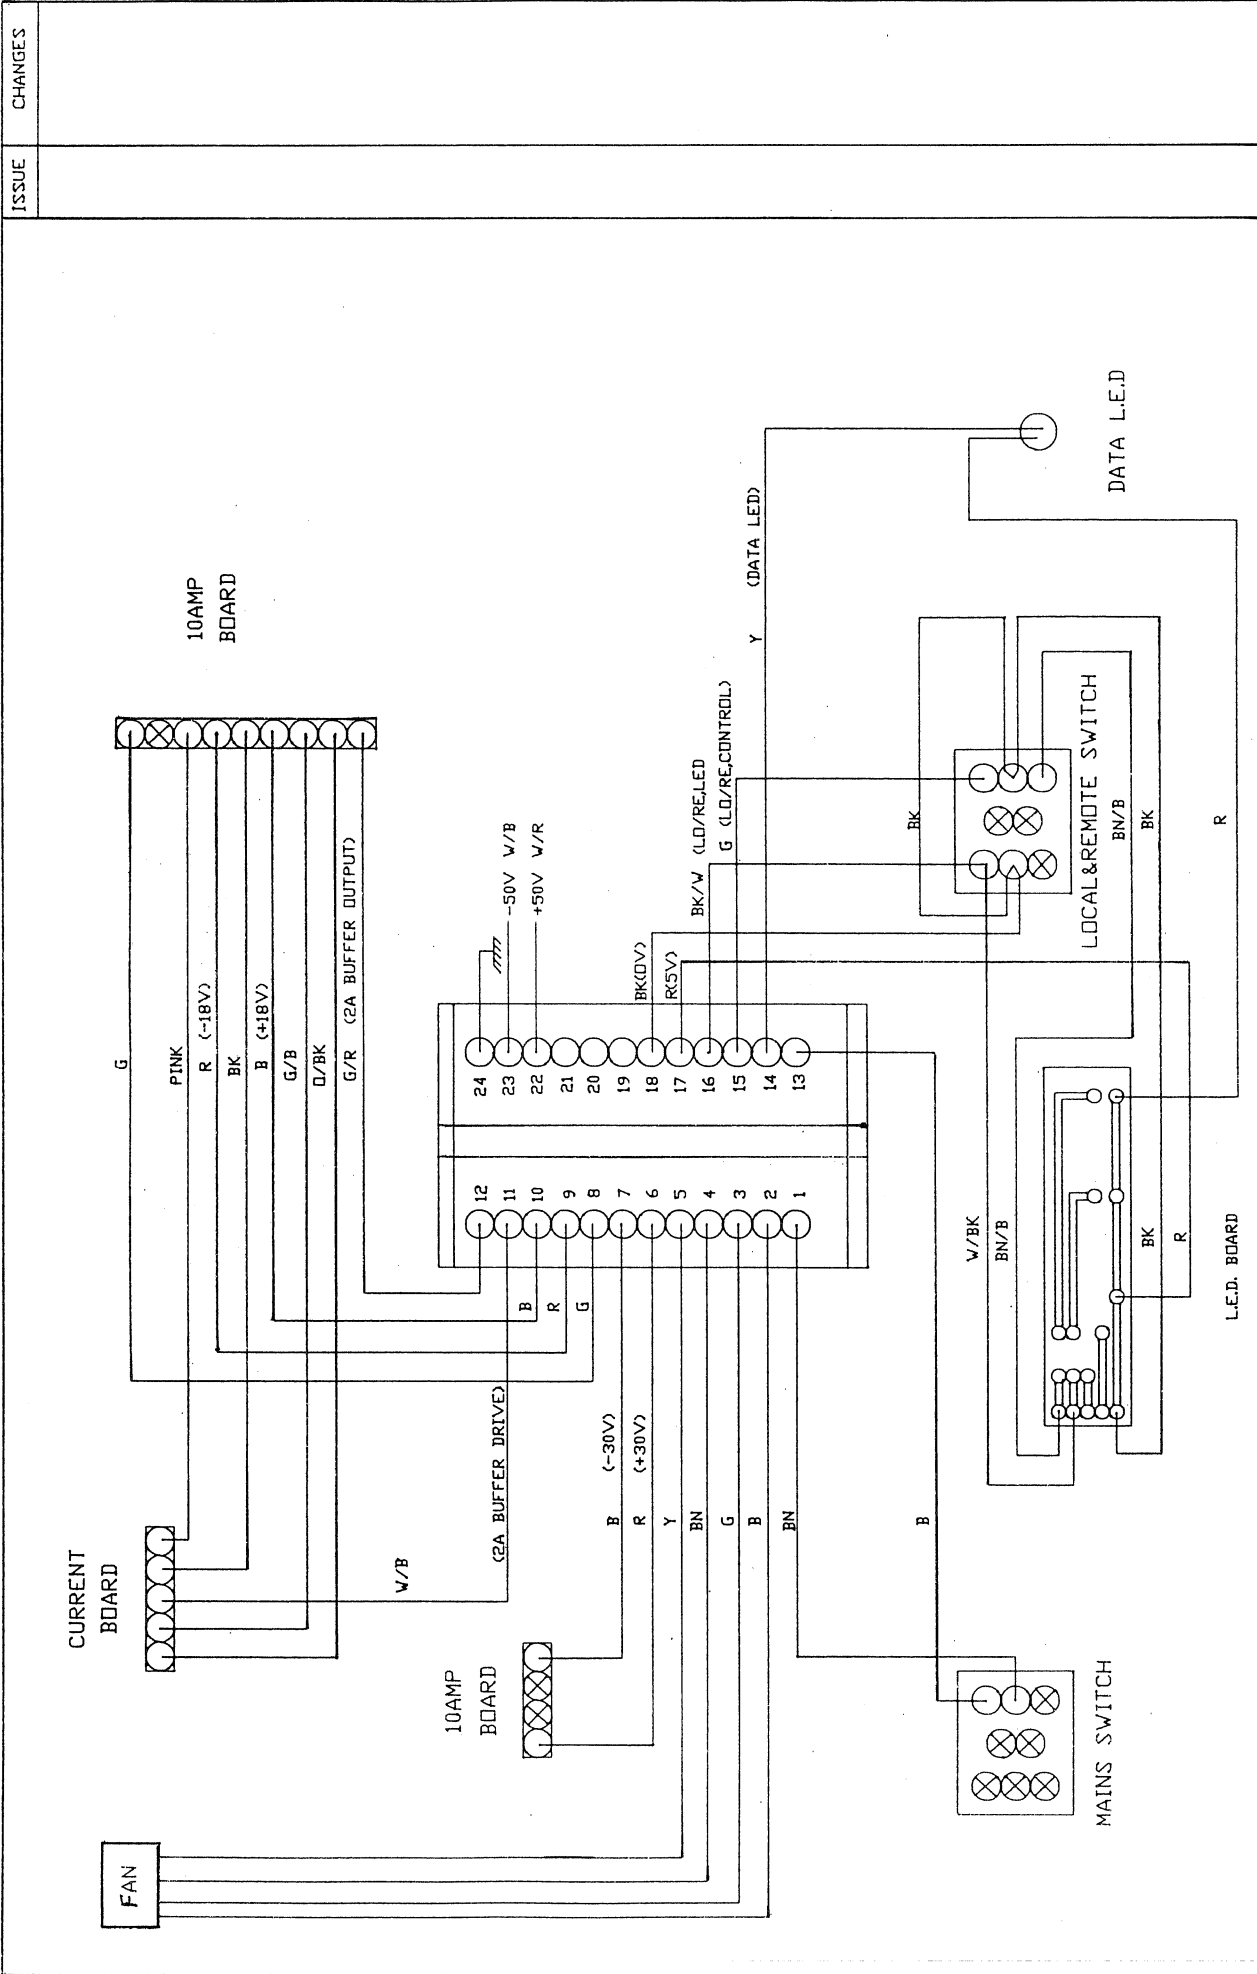 ISSUE CHANGES
10AMP
BOARD
G
PINK
R (-18V)
BK
B (+18V)
G/B
O/BK
G/R (2A BUFFER OUTPUT)
CURRENT
BOARD
W/B
(2A BUFFER DRIVE)
10AMP
BOARD
FAN
B (-30V)
R (+30V)
Y
BN
G
B
BN
B
R
G
12
11
10
9
8
7
6
5
4
3
2
1
24
23
22
21
20
19
18
17
16
15
14
13
-50V W/B
+50V W/R
BK(0V)
R(5V)
BK/W (LO/RE,LED
G (LO/RE,CONTROL)
Y (DATA LED)
DATA L.E.D
BK
LOCAL&REMOTE SWITCH
BN/B
BK
R
W/BK
BN/B
BK
R
L.E.D. BOARD
B
MAINS SWITCH